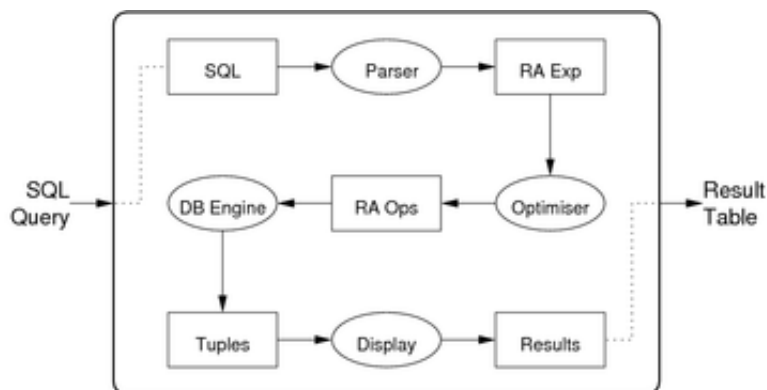 SQL
Parser
RA Exp
SQL
Query
DB Engine
RA Ops
Optimiser
Result
Table
Tuples
Display
Results